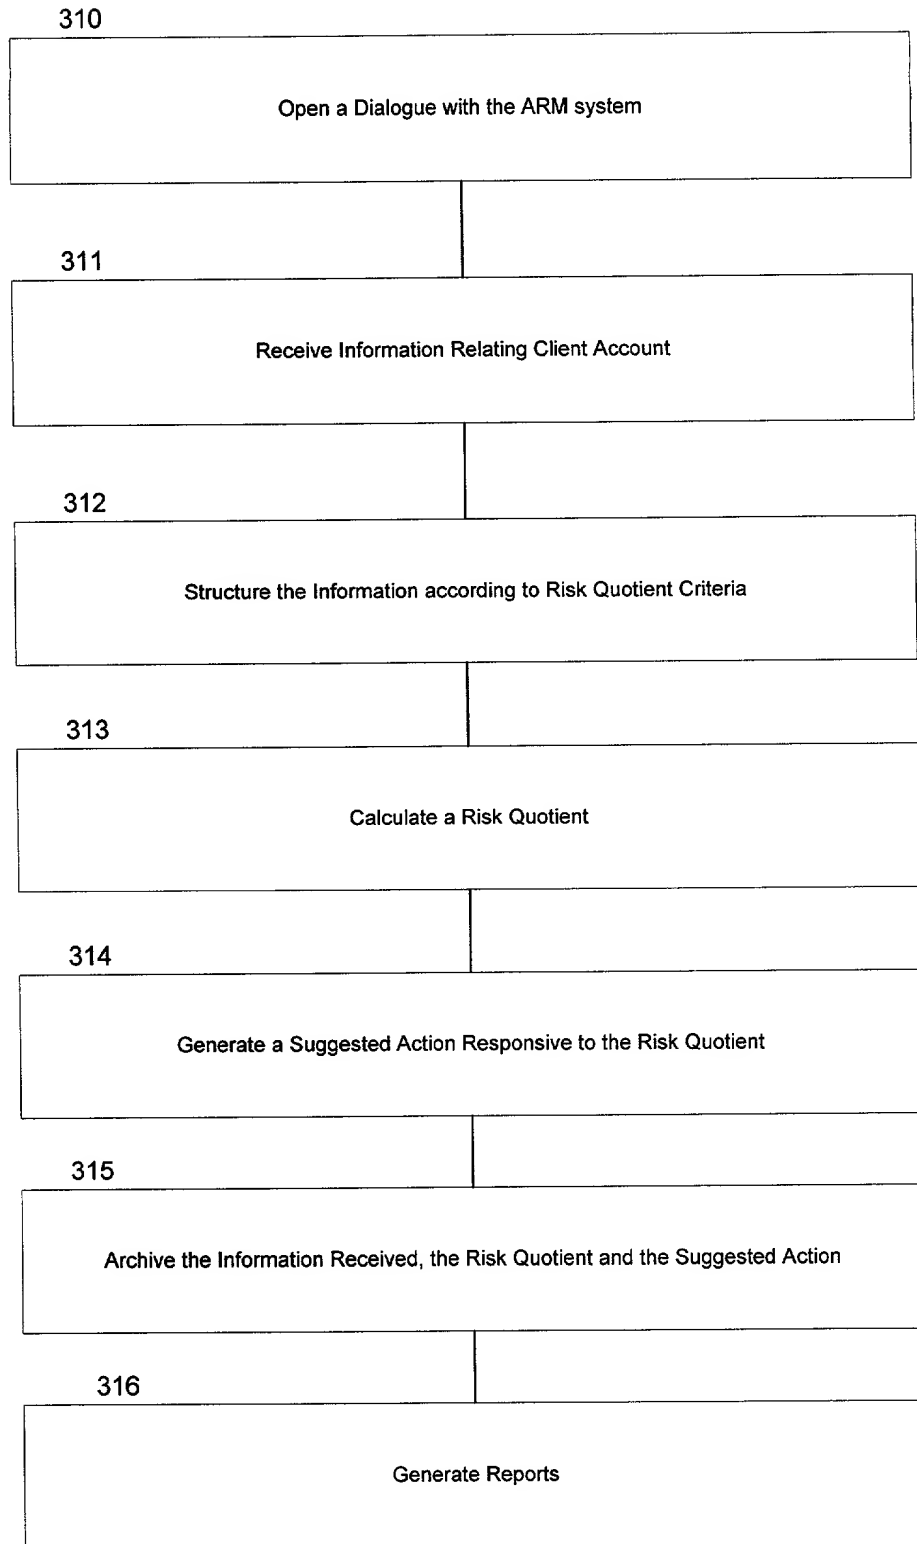 310
Open a Dialogue with the ARM system
311
Receive Information Relating Client Account
312
Structure the Information according to Risk Quotient Criteria
313
Calculate a Risk Quotient
314
Generate a Suggested Action Responsive to the Risk Quotient
315
Archive the Information Received, the Risk Quotient and the Suggested Action
316
Generate Reports